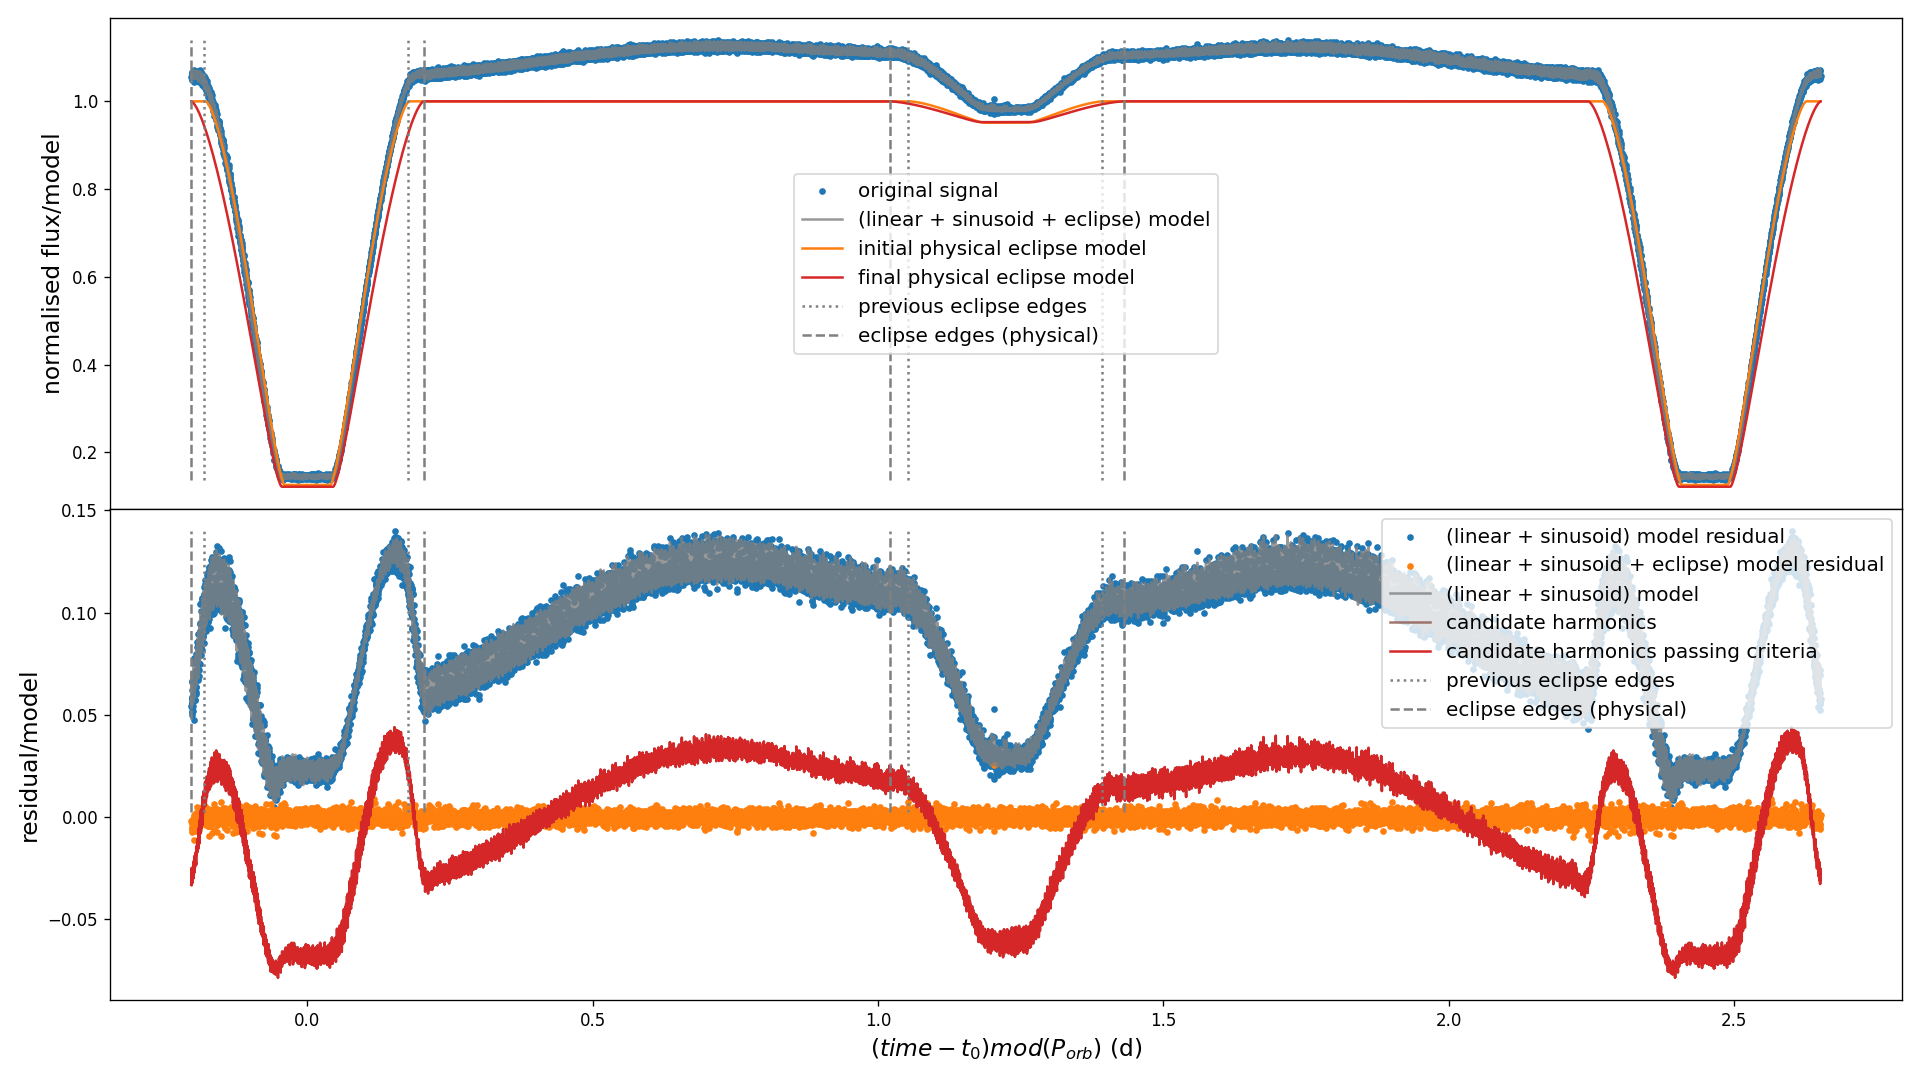 normalised flux/model
1.0
0.8
0.6
0.4
0.2
original signal
(linear + sinusoid + eclipse) model
initial physical eclipse model
final physical eclipse model
previous eclipse edges
eclipse edges (physical)
residual/model
0.15
0.10
0.05
0.00
−0.05
(linear + sinusoid) model residual
(linear + sinusoid + eclipse) model residual
(linear + sinusoid) model
candidate harmonics
candidate harmonics passing criteria
previous eclipse edges
eclipse edges (physical)
0.0 0.5 1.0 1.5 2.0 2.5
(time − t₀)mod(Pₒᵣb) (d)